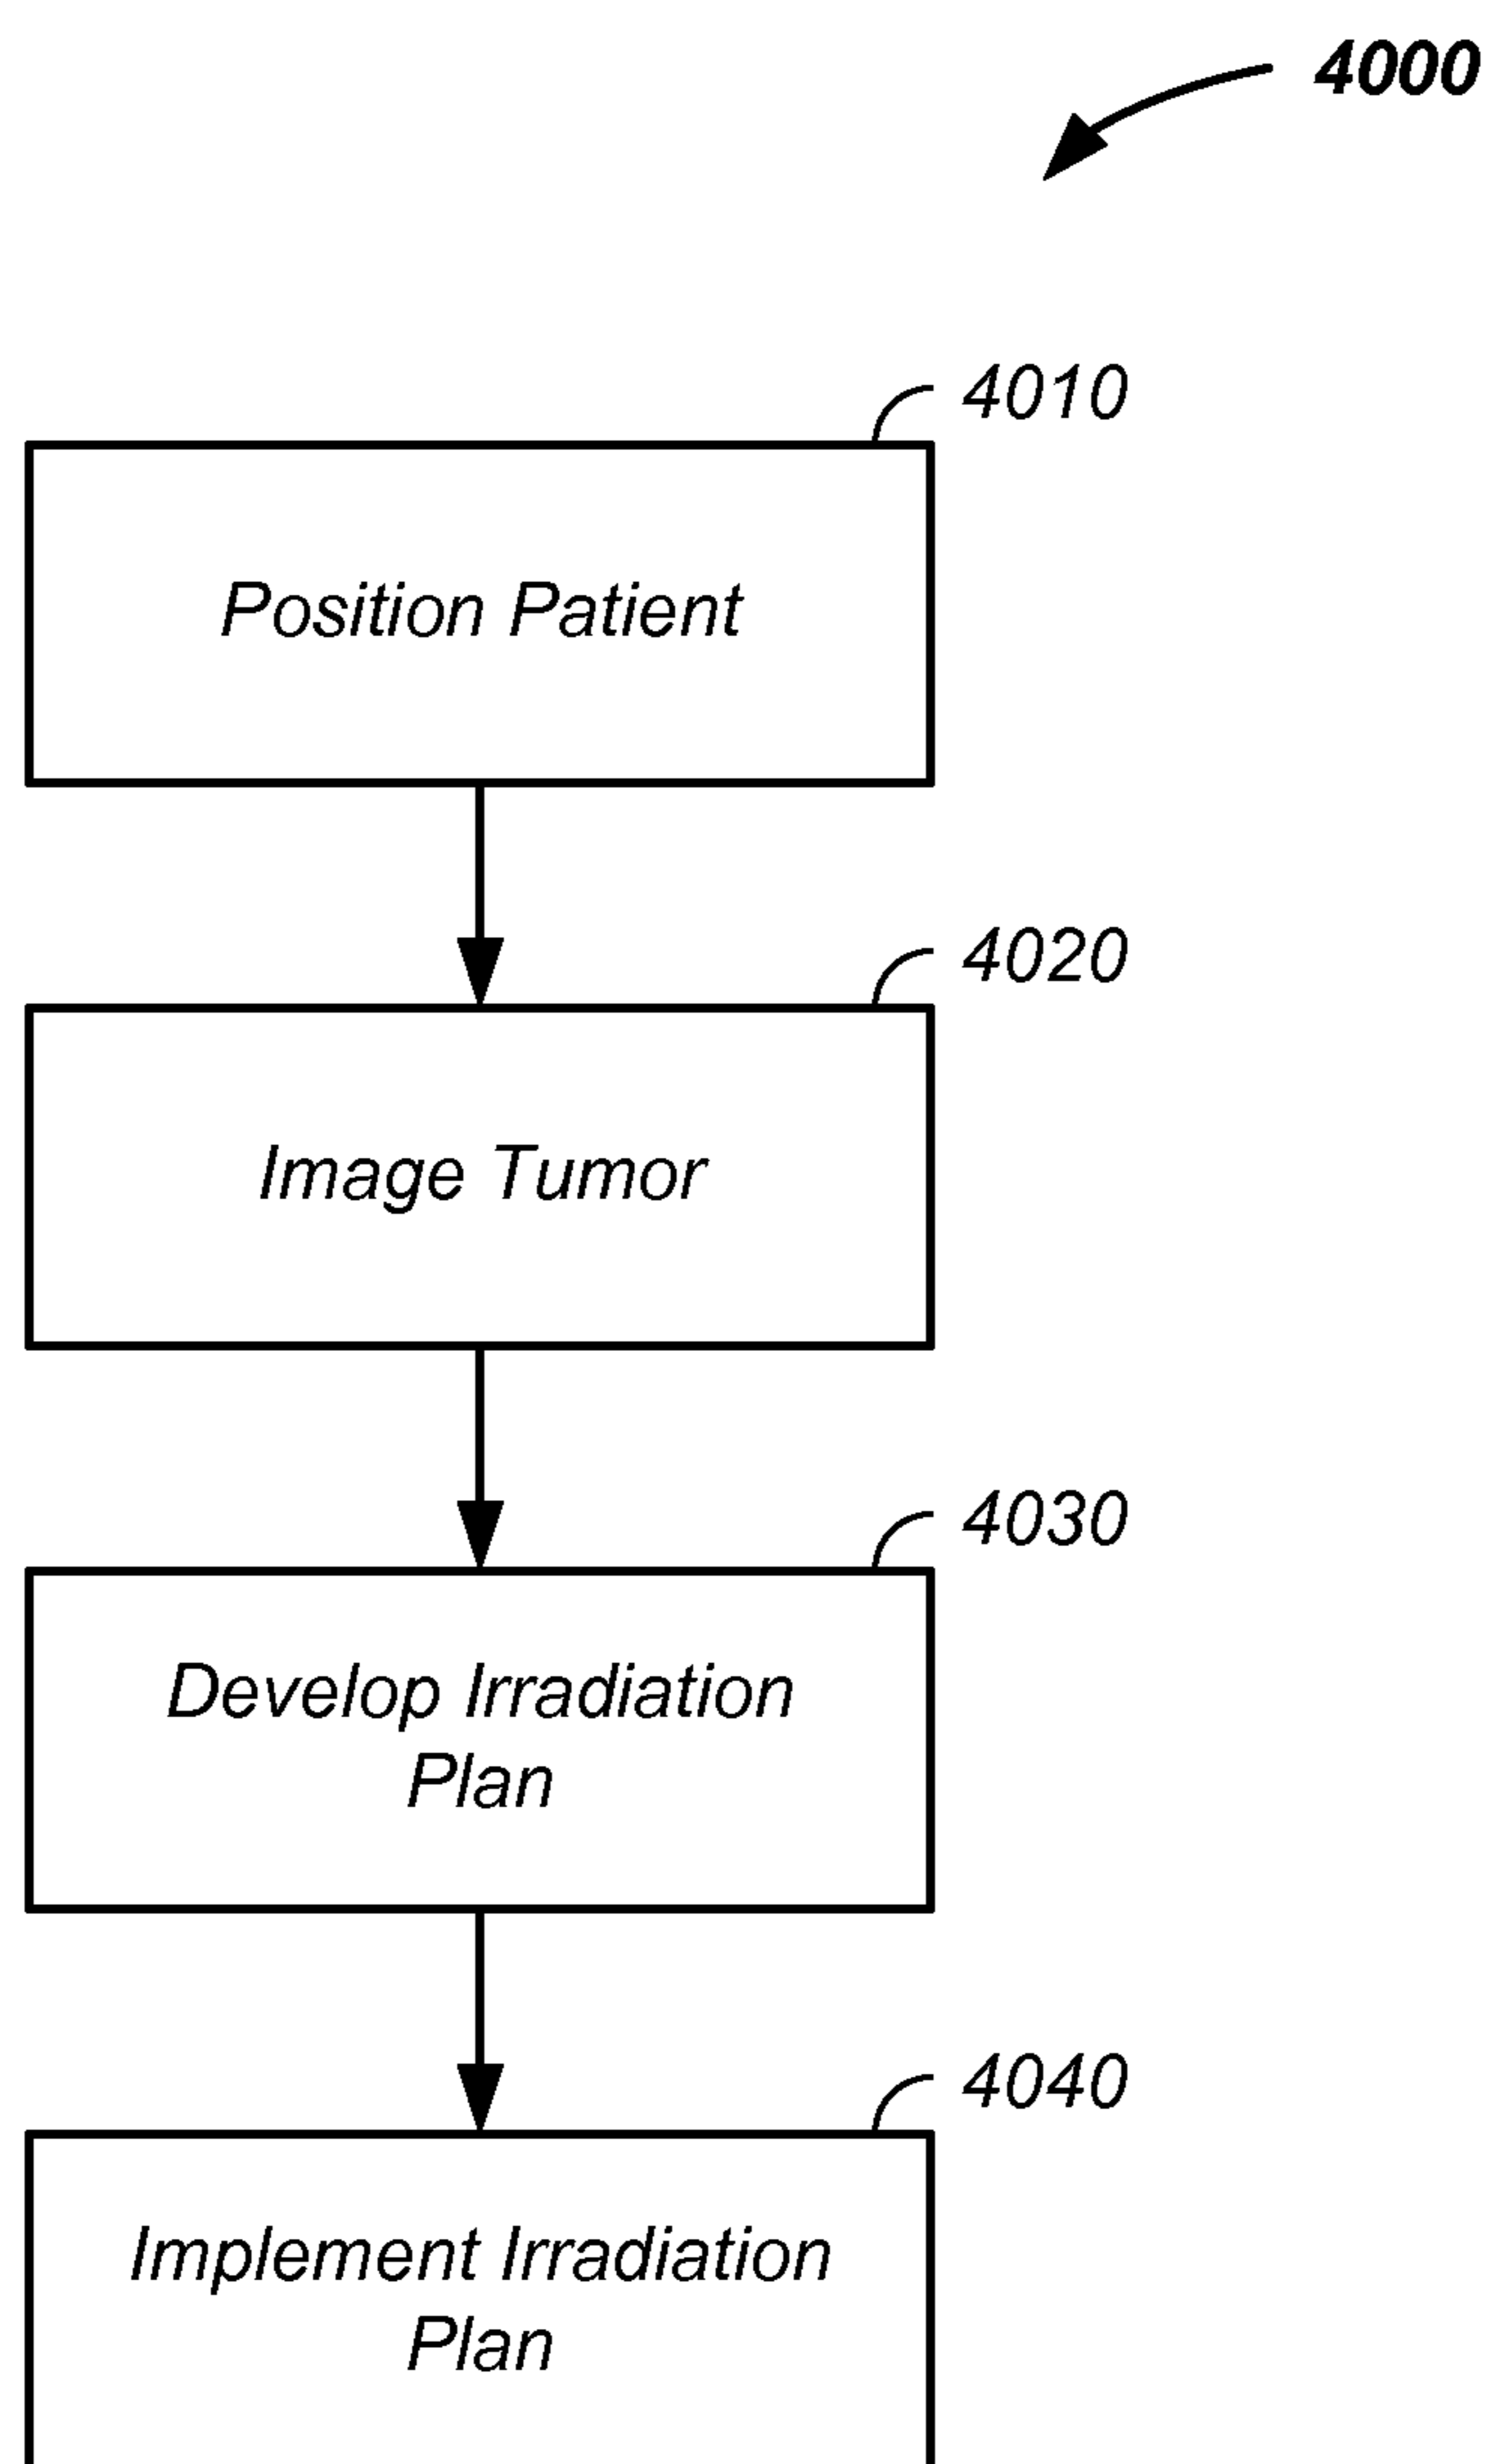 4000
4010
Position Patient
4020
Image Tumor
4030
Develop Irradiation
Plan
4040
Implement Irradiation
Plan